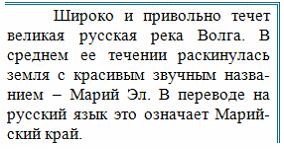 Широко и привольно течет
великая русская река Волга. В
среднем ее течении раскинулась
земля с красивым звучным назва-
нием – Марий Эл. В переводе на
русский язык это означает Марий-
ский край.